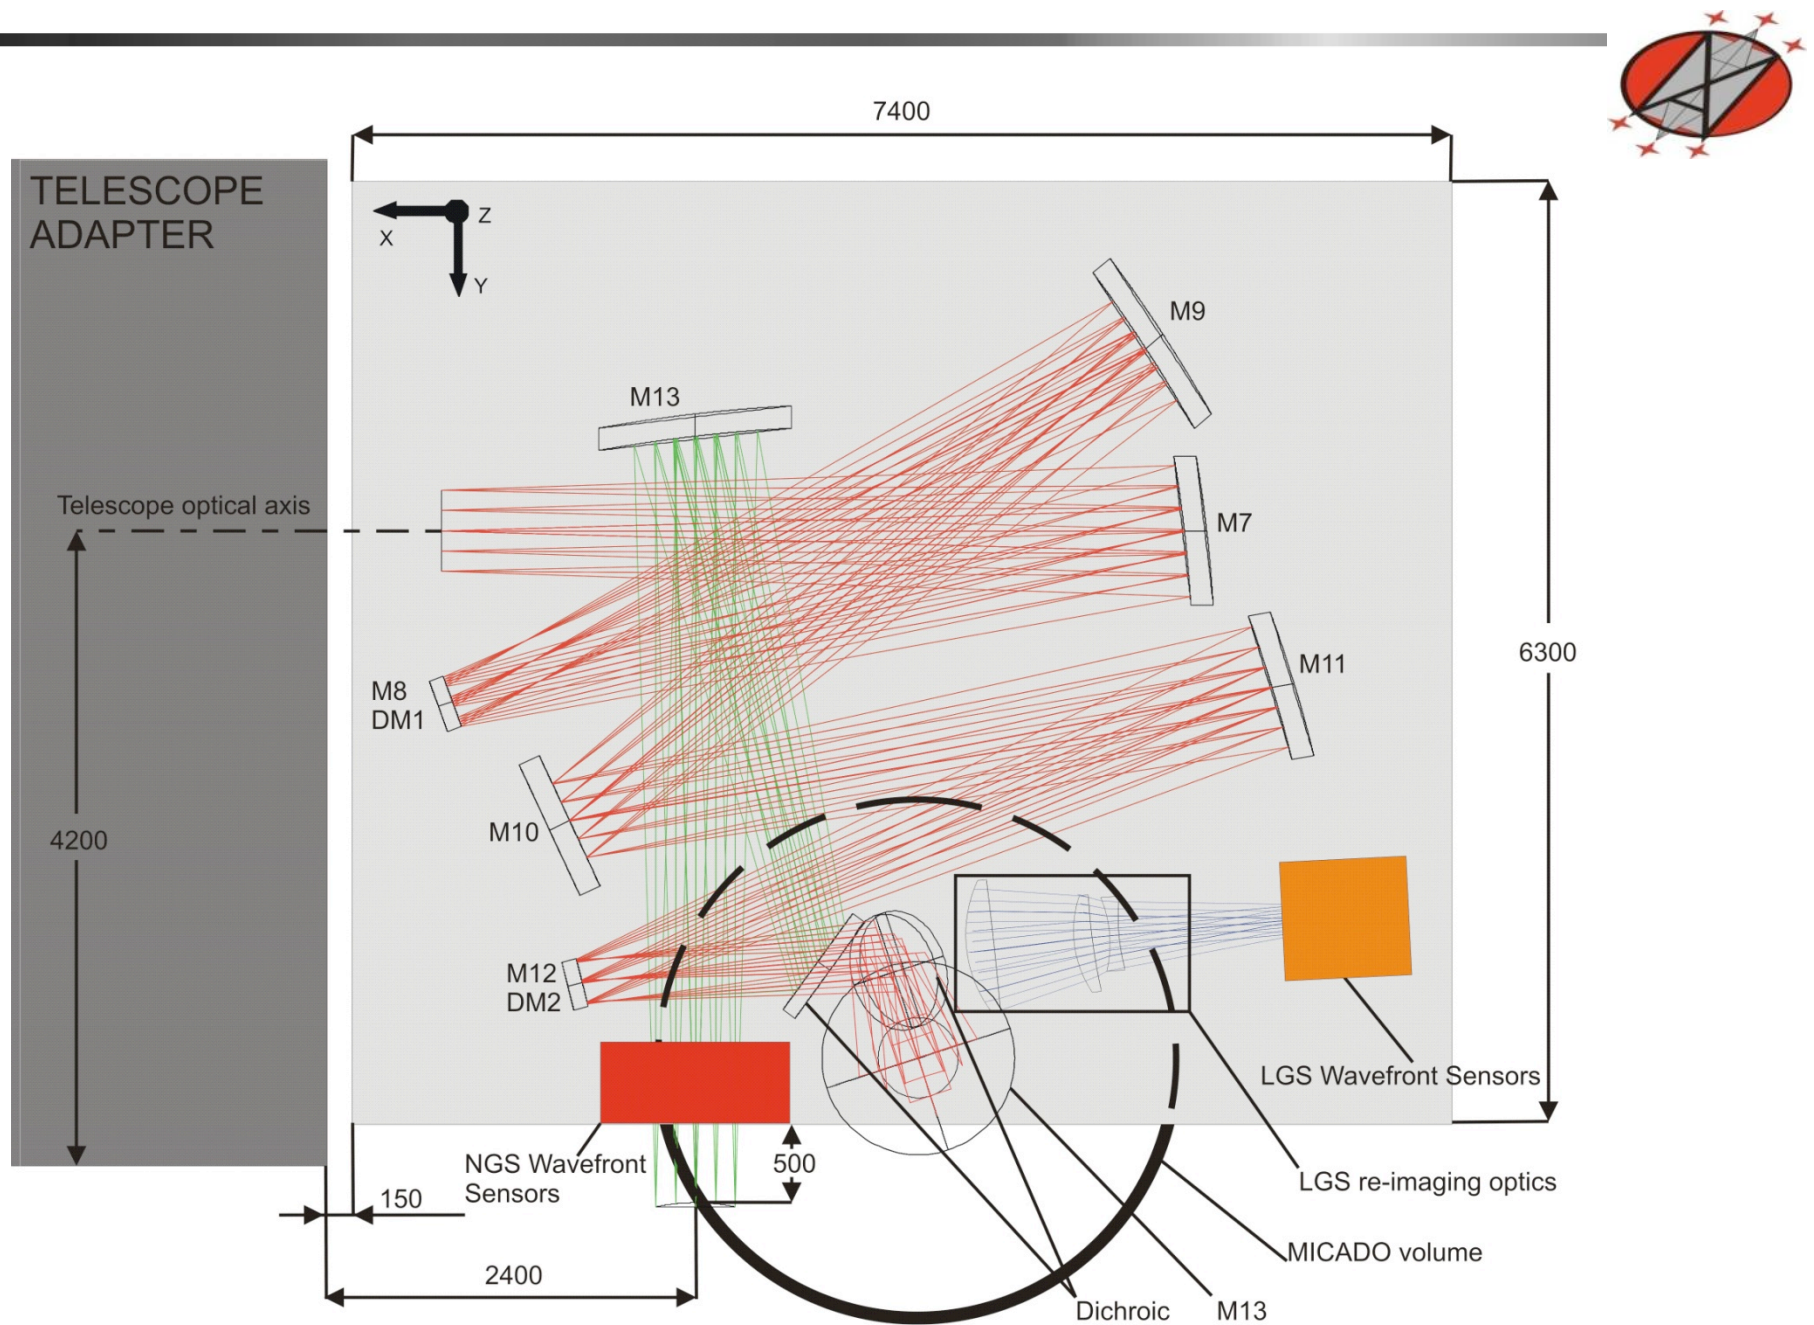 7400
TELESCOPE
ADAPTER
Z
X
Y
M9
M13
Telescope optical axis
M7
6300
M11
M8
DM1
M10
4200
M12
DM2
LGS Wavefront Sensors
NGS Wavefront
Sensors
500
LGS re-imaging optics
150
MICADO volume
2400
Dichroic
M13